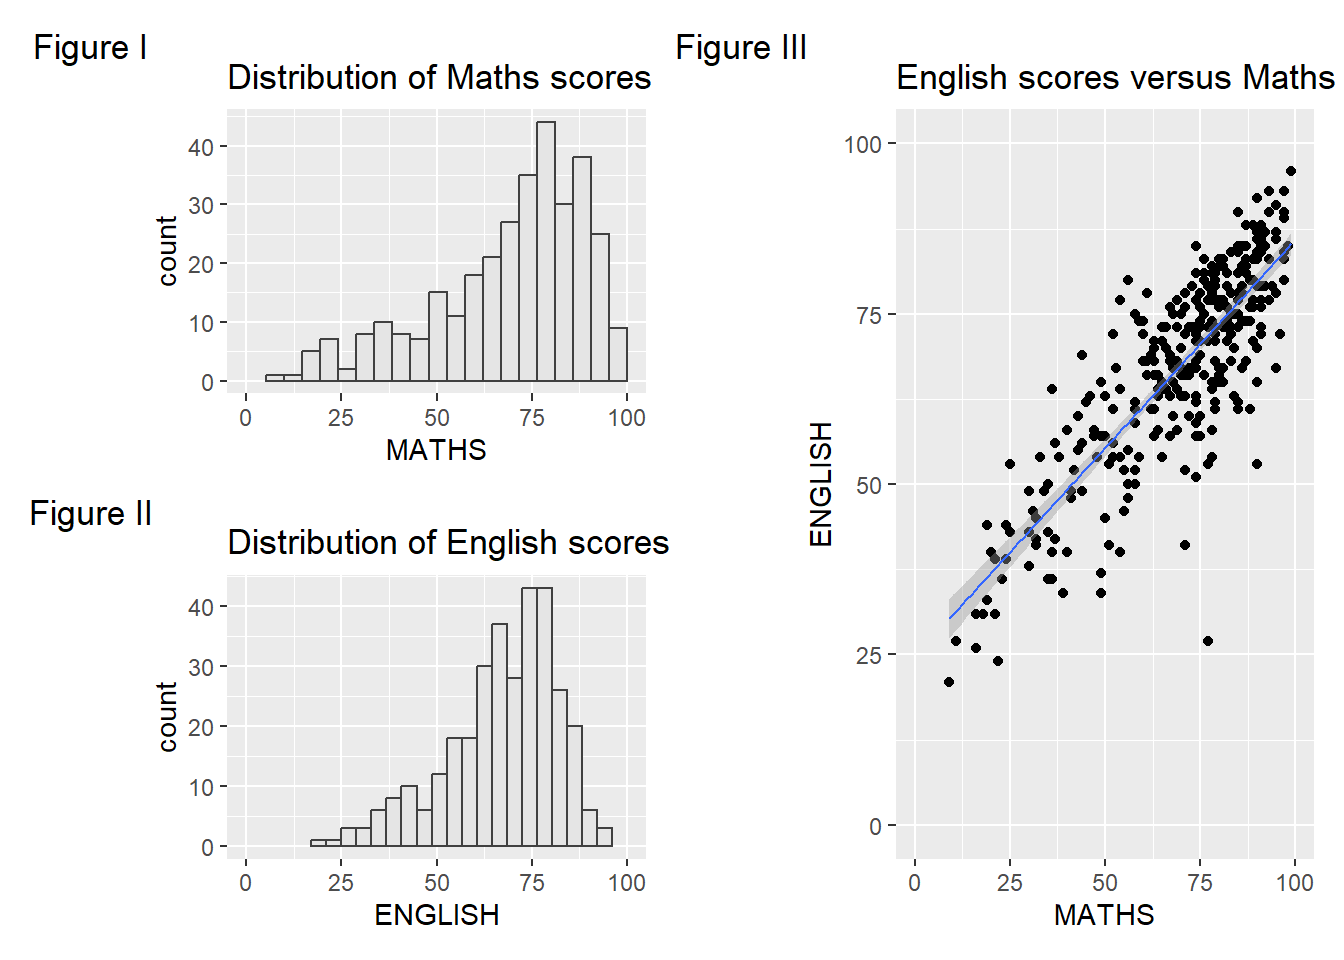 Figure I
Distribution of Maths scores
count
40
30
20
10
0
0 25 50 75 100
MATHS
Figure II
Distribution of English scores
count
40
30
20
10
0
0 25 50 75 100
ENGLISH
Figure III
English scores versus Maths
ENGLISH
100
75
50
25
0
0 25 50 75 100
MATHS